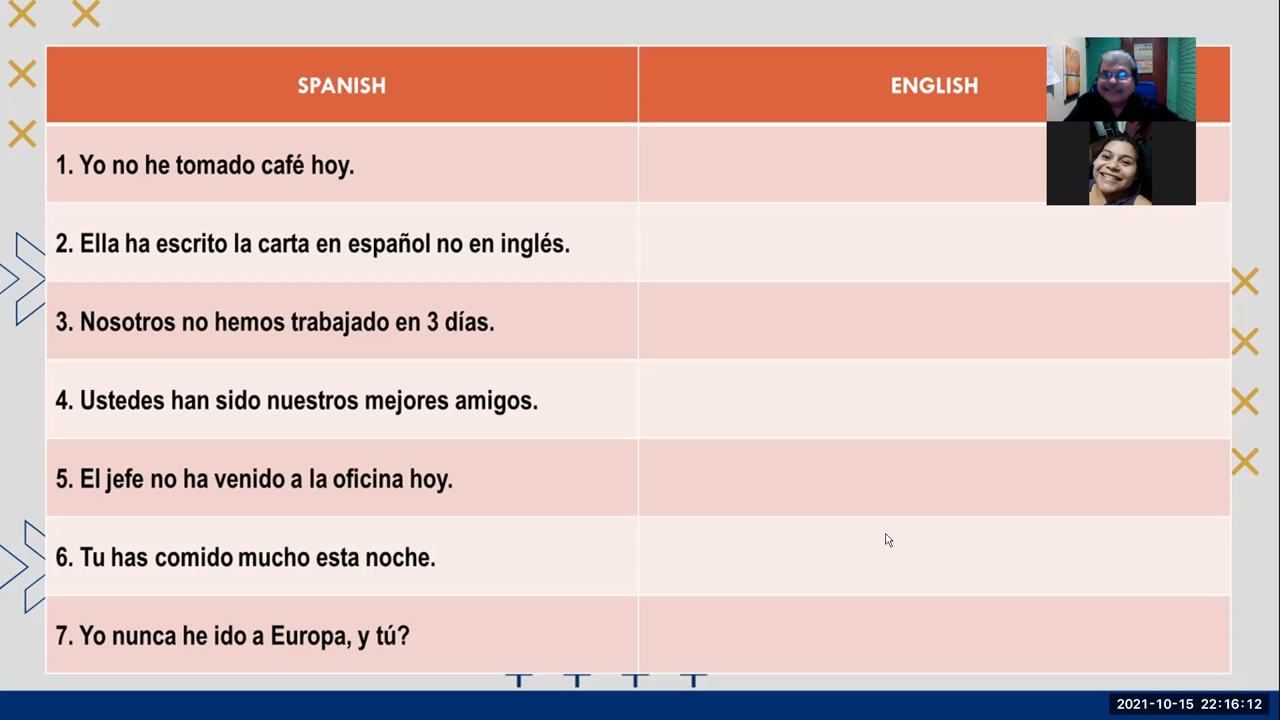 SPANISH
ENGLISH
1. Yo no he tomado café hoy.
2. Ella ha escrito la carta en español no en inglés.
3. Nosotros no hemos trabajado en 3 días.
4. Ustedes han sido nuestros mejores amigos.
5. El jefe no ha venido a la oficina hoy.
6. Tu has comido mucho esta noche.
7. Yo nunca he ido a Europa, y tú?
2021-10-15 22:16:12